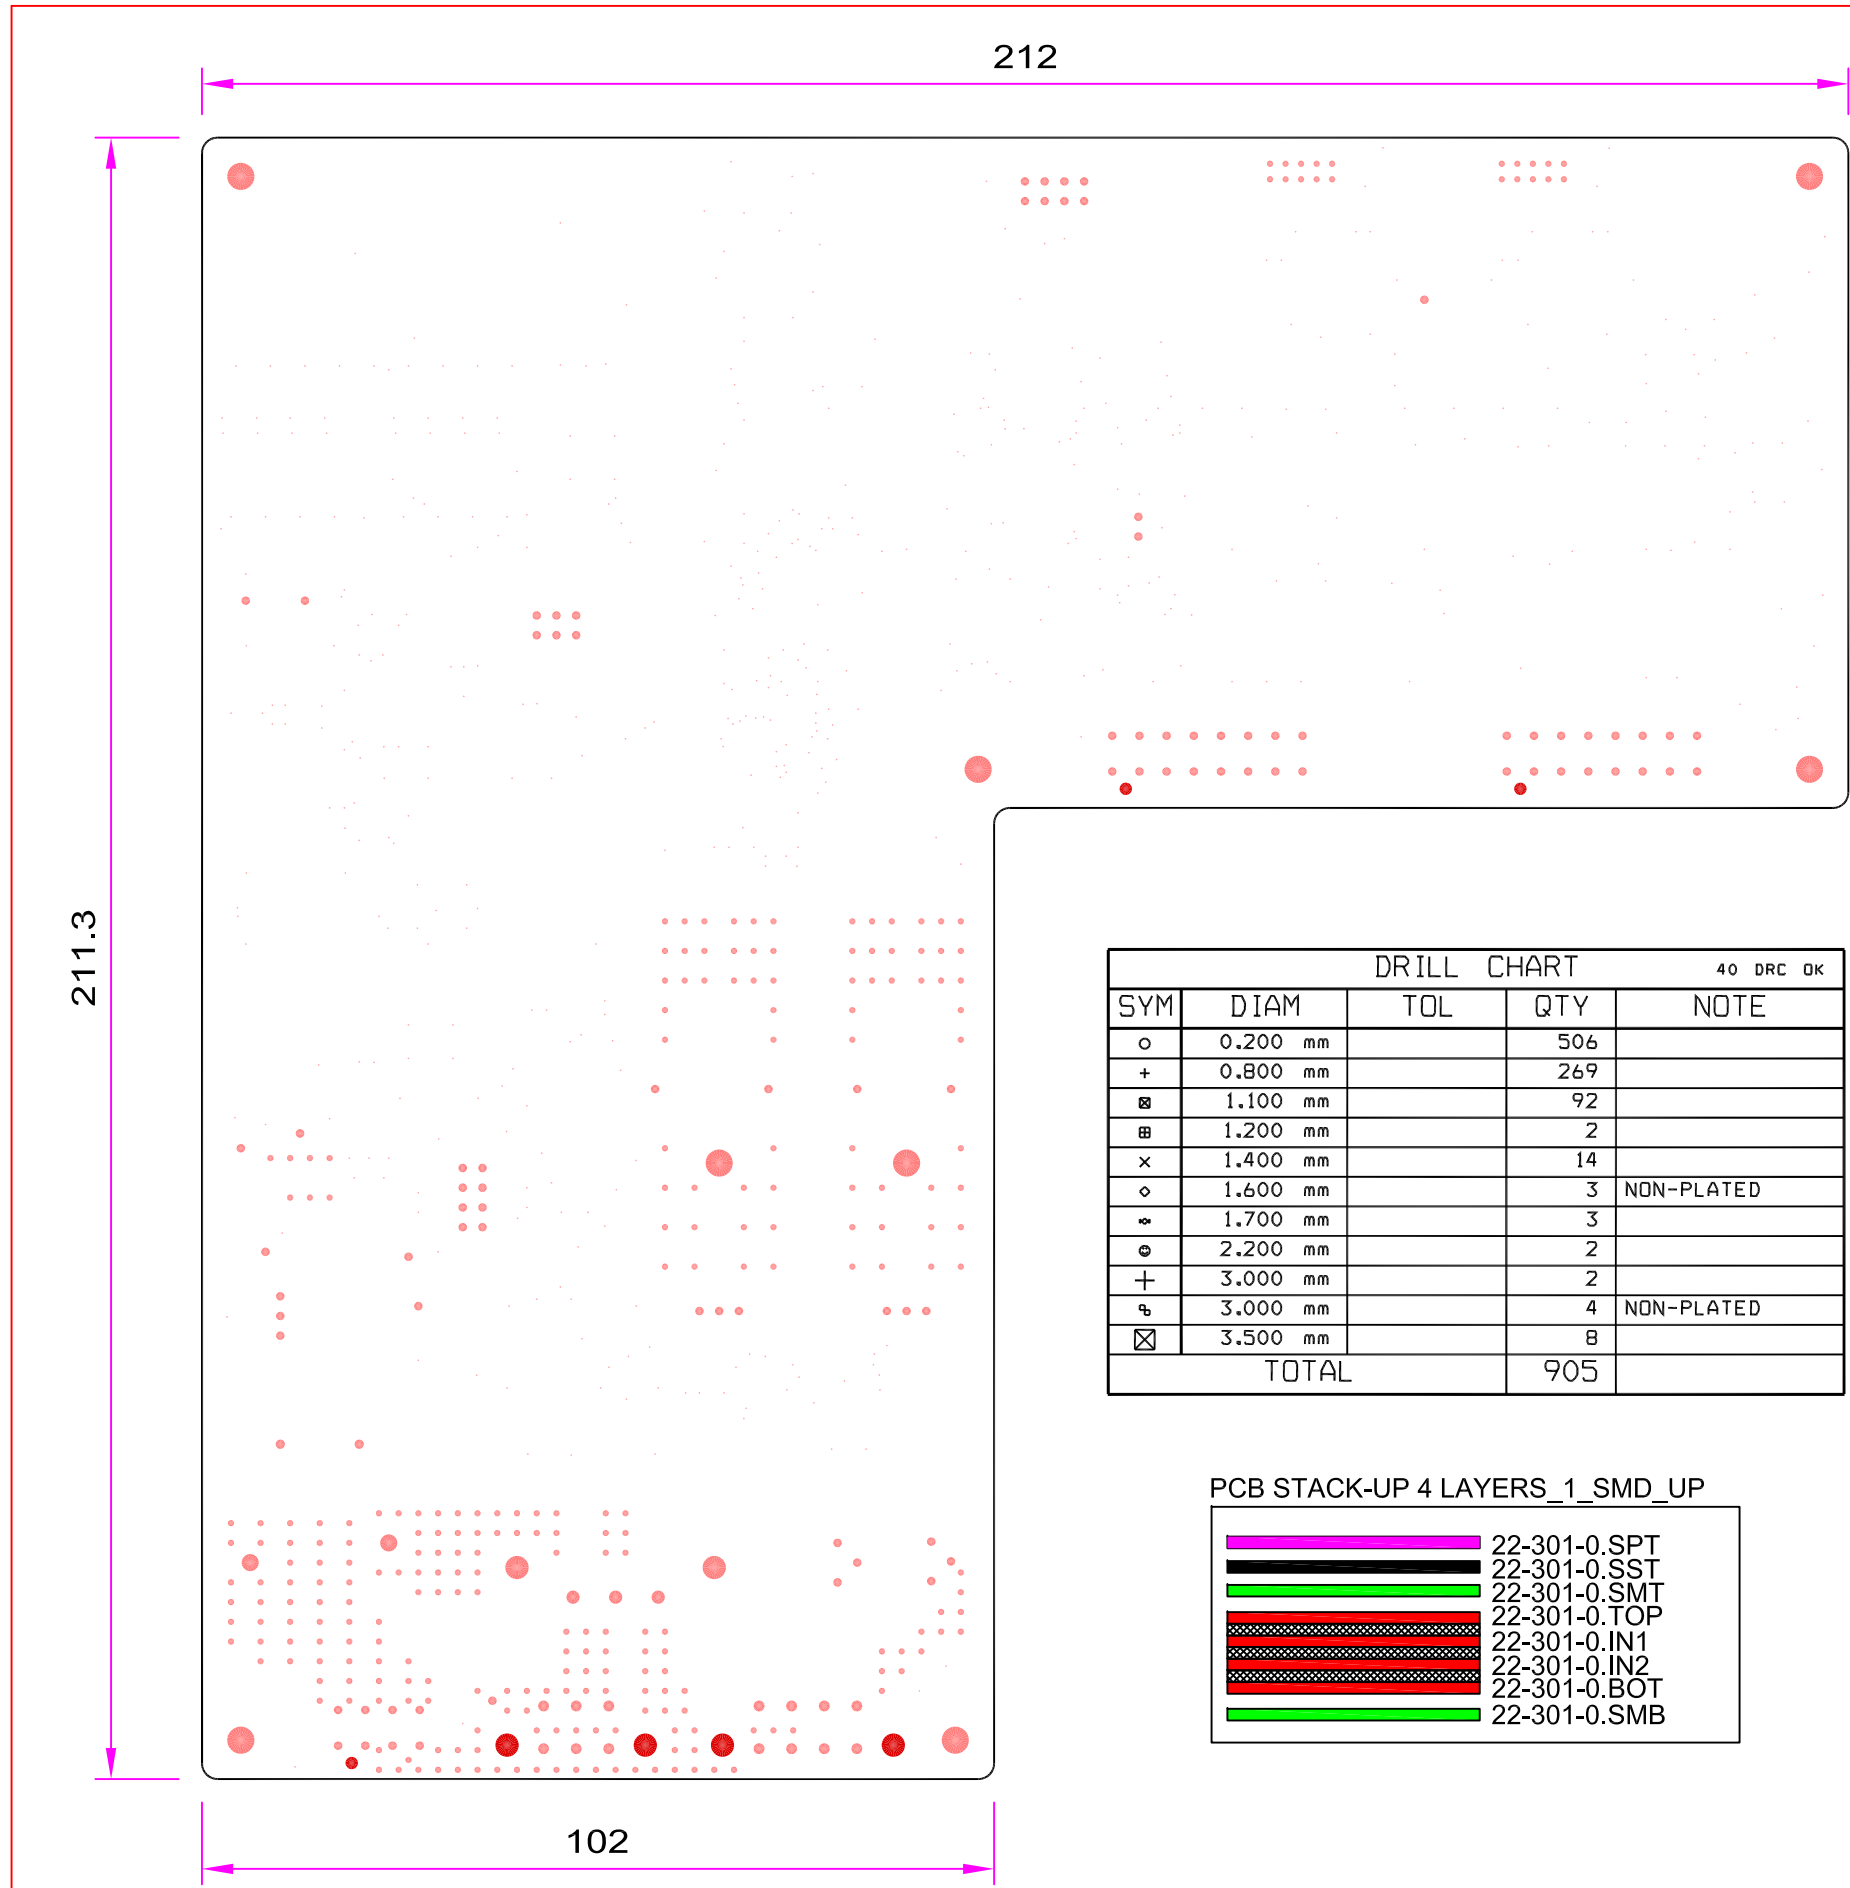 212
211.3
DRILL CHART 40 DRC OK
SYM DIAM TOL QTY NOTE
0.200 mm 506
0.800 mm 269
1.100 mm 92
1.200 mm 2
1.400 mm 14
1.600 mm 3 NON-PLATED
1.700 mm 3
2.200 mm 2
3.000 mm 2
3.000 mm 4 NON-PLATED
3.500 mm 8
TOTAL 905
PCB STACK-UP 4 LAYERS_1_SMD_UP
22-301-0.SPT
22-301-0.SST
22-301-0.SMT
22-301-0.TOP
22-301-0.IN1
22-301-0.IN2
22-301-0.BOT
22-301-0.SMB
102